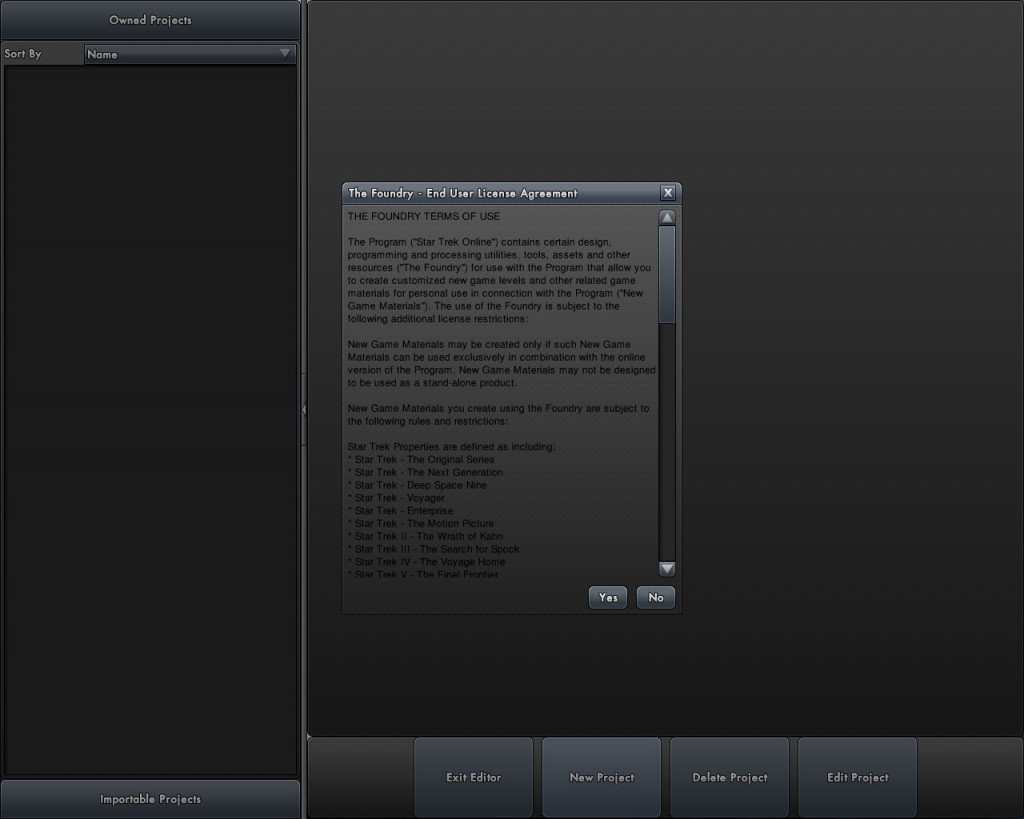 Owned Projects
Sort By
Name
The Foundry - End User License Agreement
X
THE FOUNDRY TERMS OF USE
The Program ("Star Trek Online") contains certain design,
programming and processing utilities, tools, assets and other
resources ("The Foundry") for use with the Program that allow you
to create customized new game levels and other related game
materials for personal use in connection with the Program ("New
Game Materials"). The use of the Foundry is subject to the
following additional license restrictions:
New Game Materials may be created only if such New Game
Materials can be used exclusively in combination with the online
version of the Program. New Game Materials may not be designed
to be used as a stand-alone product.
New Game Materials you create using the Foundry are subject to
the following rules and restrictions:
Star Trek Properties are defined as including:
* Star Trek - The Original Series
* Star Trek - The Next Generation
* Star Trek - Deep Space Nine
* Star Trek - Voyager
* Star Trek - Enterprise
* Star Trek - The Motion Picture
* Star Trek II - The Wrath of Kahn
* Star Trek III - The Search for Spock
* Star Trek IV - The Voyage Home
* Star Trek V - The Final Frontier
Yes
No
Exit Editor
New Project
Delete Project
Edit Project
Importable Projects